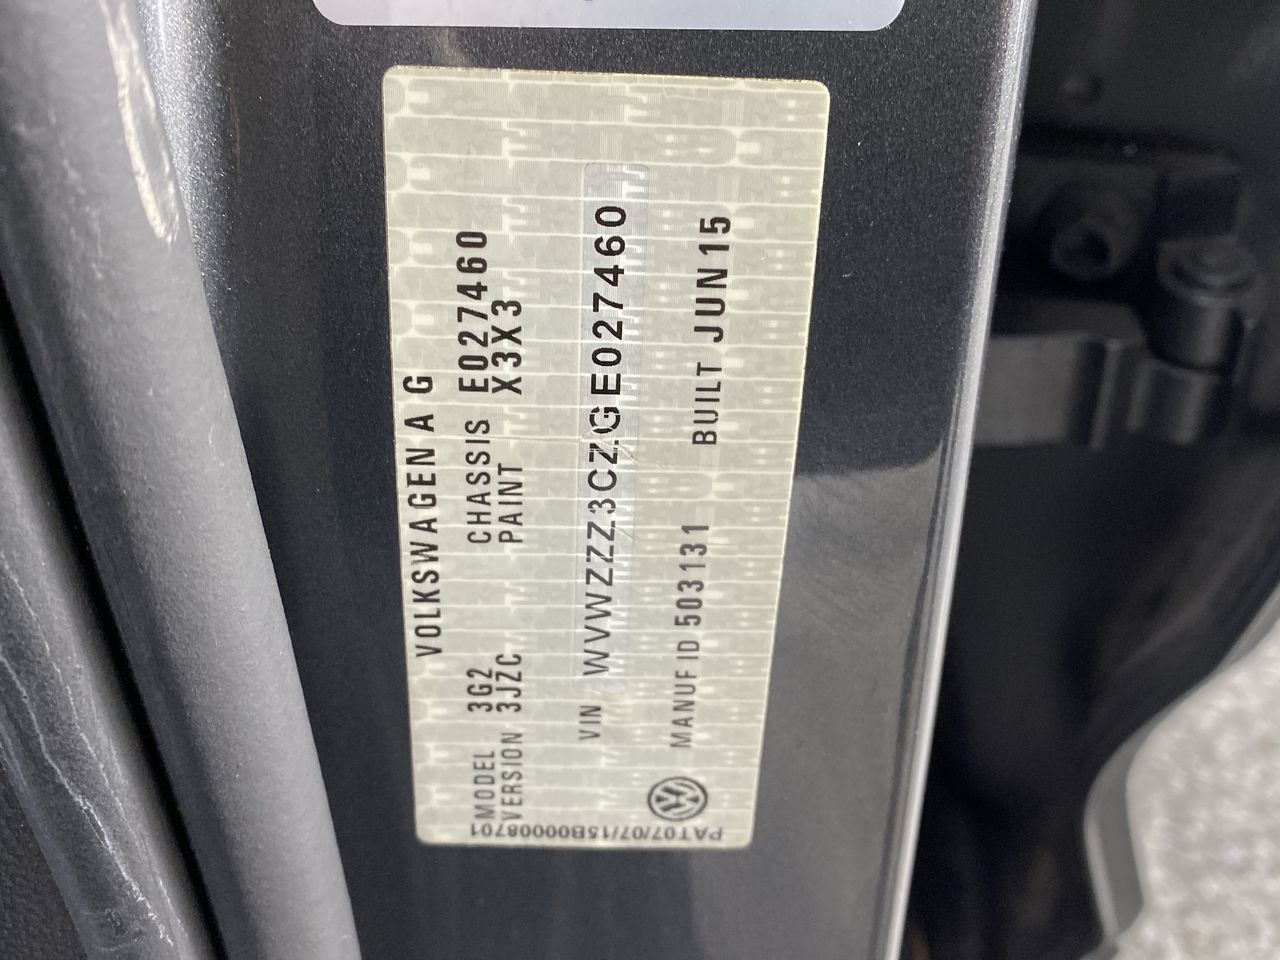 VOLKSWAGEN AG
MODEL 3G2 CHASSIS E027460
VERSION 3JZC PAINT X3X3
VIN WVWZZZ3CZGE027460
MANUF ID 503131 BUILT JUN15
PAT07/07/15B00008701